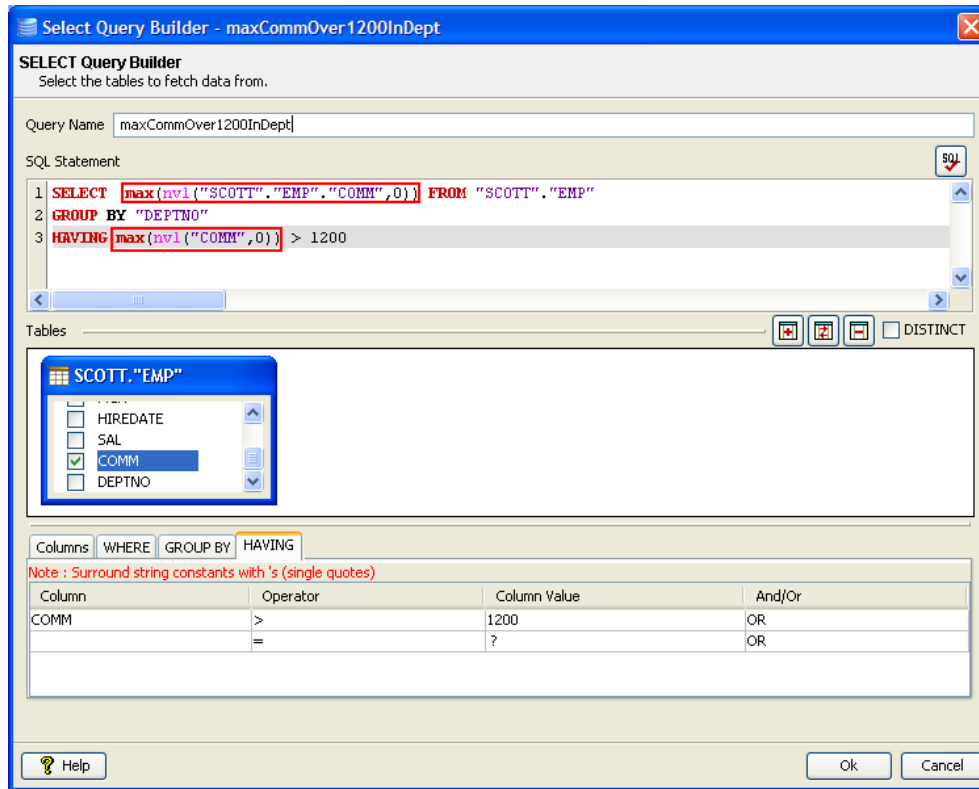 Select Query Builder - maxCommOver1200InDept
SELECT Query Builder
Select the tables to fetch data from.
Query Name maxCommOver1200InDept
SQL Statement
SQL
1 SELECT max(nvl("SCOTT"."EMP"."COMM",0)) FROM "SCOTT"."EMP"
2 GROUP BY "DEPTNO"
3 HAVING max(nvl("COMM",0)) > 1200
Tables
DISTINCT
SCOTT."EMP"
HIREDATE
SAL
COMM
DEPTNO
Columns WHERE GROUP BY HAVING
Note : Surround string constants with 's (single quotes)
Column Operator Column Value And/Or
COMM > 1200 OR
= ? OR
Help Ok Cancel